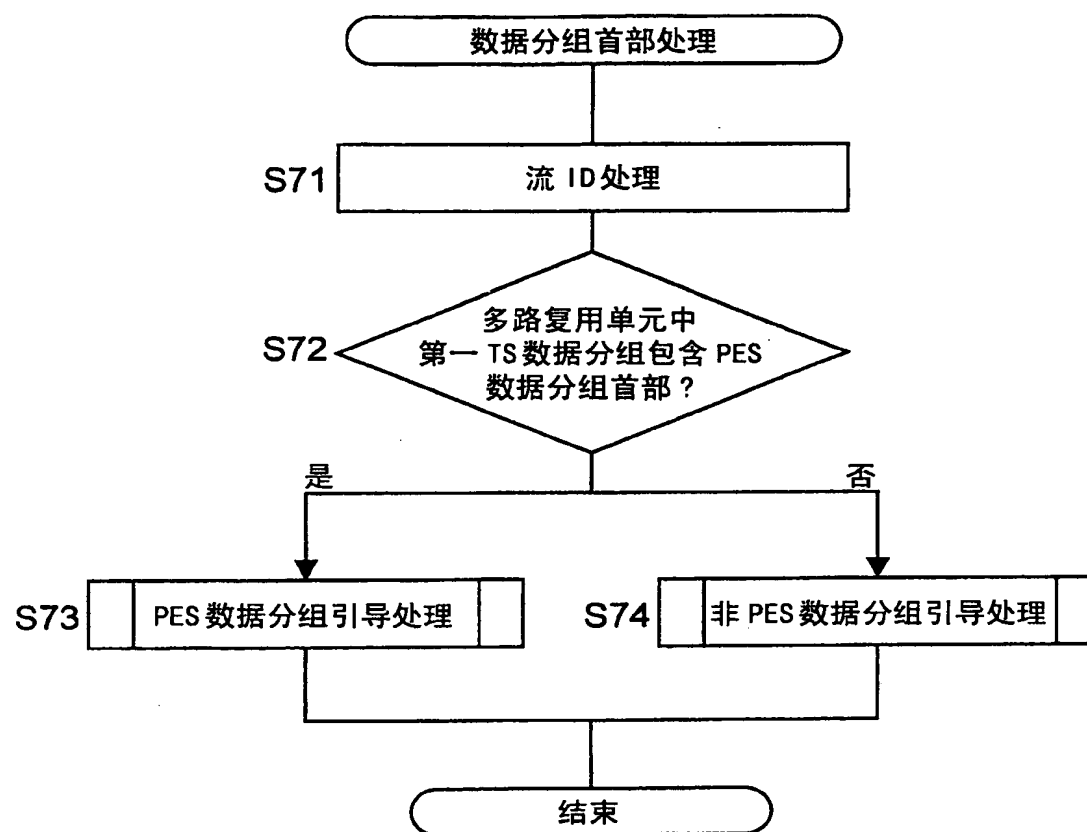 数据分组首部处理
S71
流 ID处理
S72
多路复用单元中
第一 TS数据分组包含 PES
数据分组首部?
是
否
S73
PES数据分组引导处理
S74
非 PES数据分组引导处理
结束